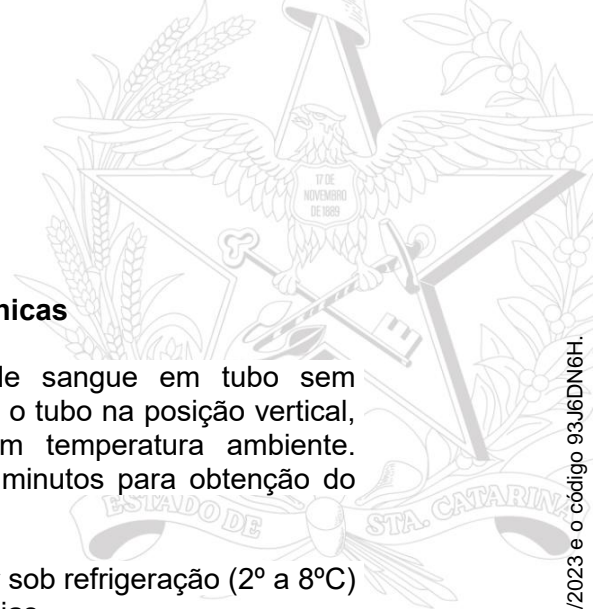 17 DE
NOVEMBRO
DE 1889
nicas
de sangue em tubo sem
o tubo na posição vertical,
m temperatura ambiente.
minutos para obtenção do
ESTADO DE STA. CATARINA
sob refrigeração (2º a 8ºC)
/2023 e o código 93J6DN6H.